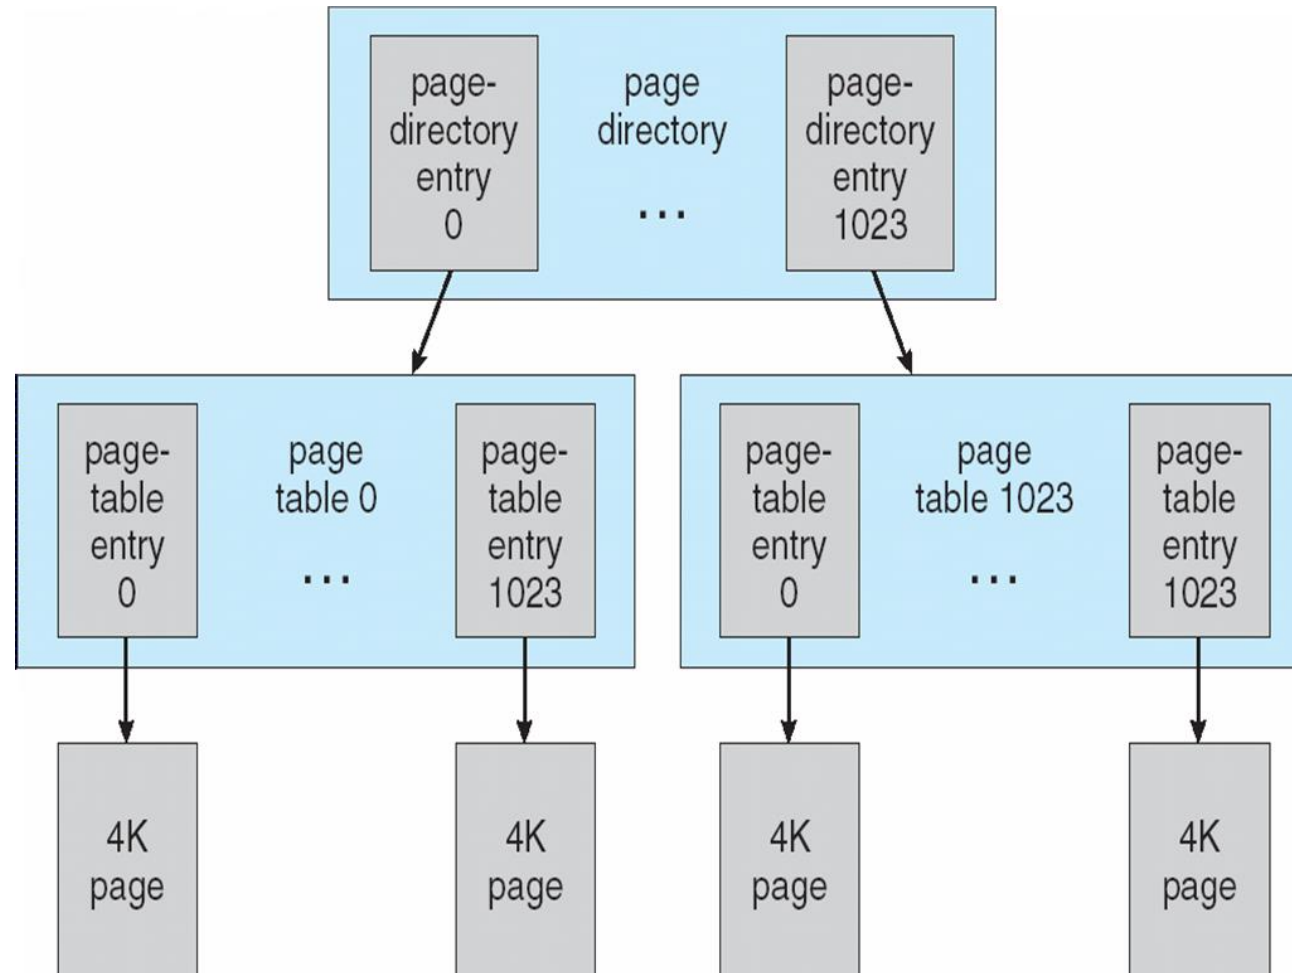 page-
directory
entry
0
page
directory
...
page-
directory
entry
1023
page-
table
entry
0
page
table 0
...
page-
table
entry
1023
page-
table
entry
0
page
table 1023
...
page-
table
entry
1023
4K
page
4K
page
4K
page
4K
page